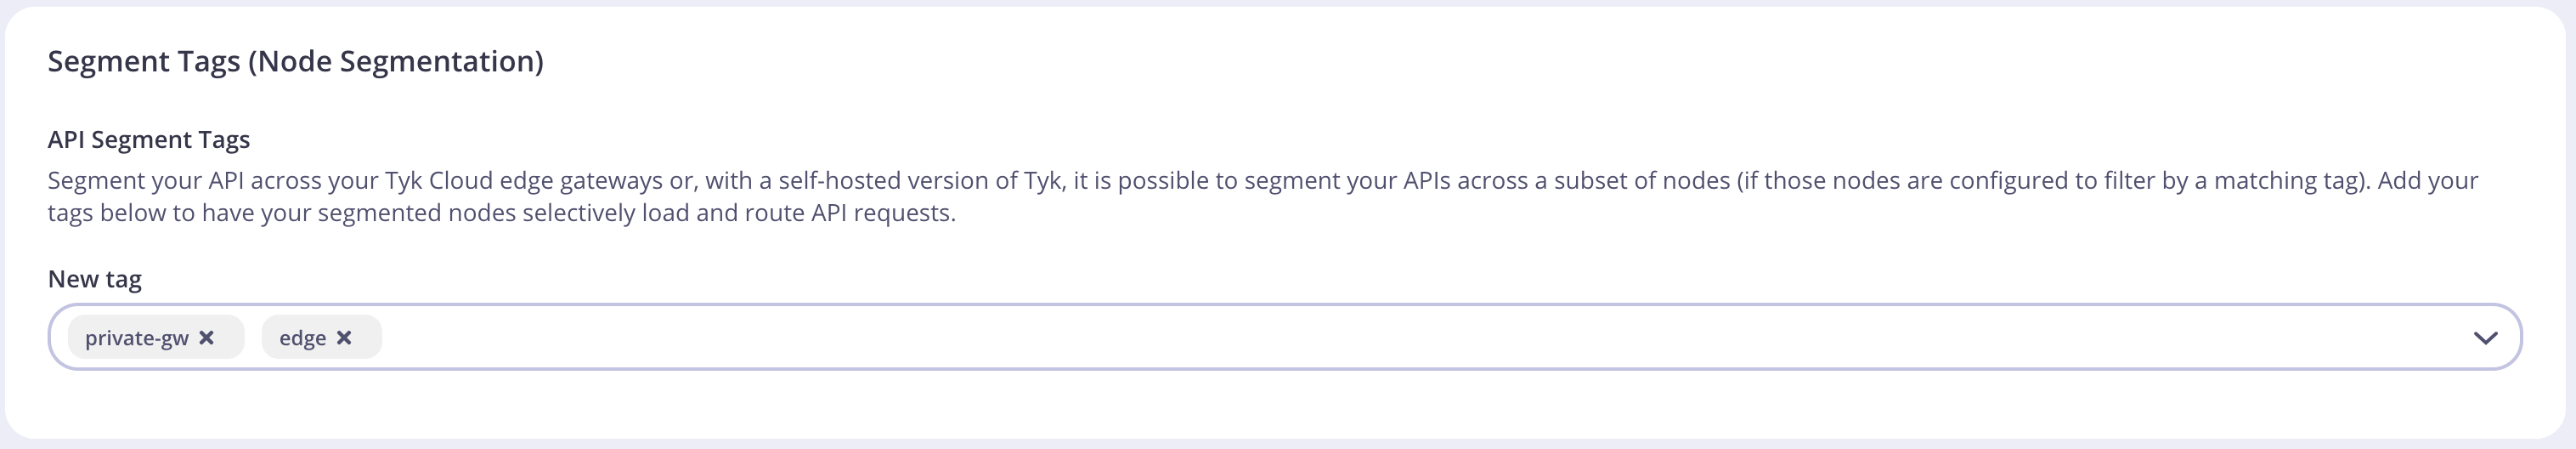 Segment Tags (Node Segmentation)
API Segment Tags
Segment your API across your Tyk Cloud edge gateways or, with a self-hosted version of Tyk, it is possible to segment your APIs across a subset of nodes (if those nodes are configured to filter by a matching tag). Add your
tags below to have your segmented nodes selectively load and route API requests.
New tag
private-gw edge